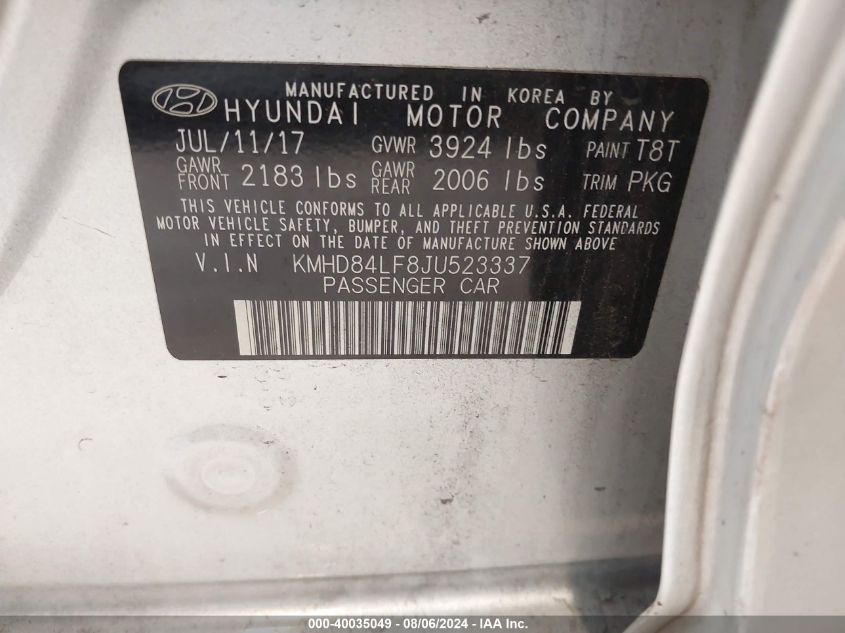 MANUFACTURED IN KOREA BY
HYUNDAI MOTOR COMPANY
JUL/11/17 GVWR 3924 lbs PAINT T8T
GAWR FRONT 2183 lbs GAWR REAR 2006 lbs TRIM PKG
THIS VEHICLE CONFORMS TO ALL APPLICABLE U.S.A. FEDERAL
MOTOR VEHICLE SAFETY, BUMPER, AND THEFT PREVENTION STANDARDS
IN EFFECT ON THE DATE OF MANUFACTURE SHOWN ABOVE
V.I.N KMHD84LF8JU523337
PASSENGER CAR
000-40035049 - 08/06/2024 - IAA Inc.